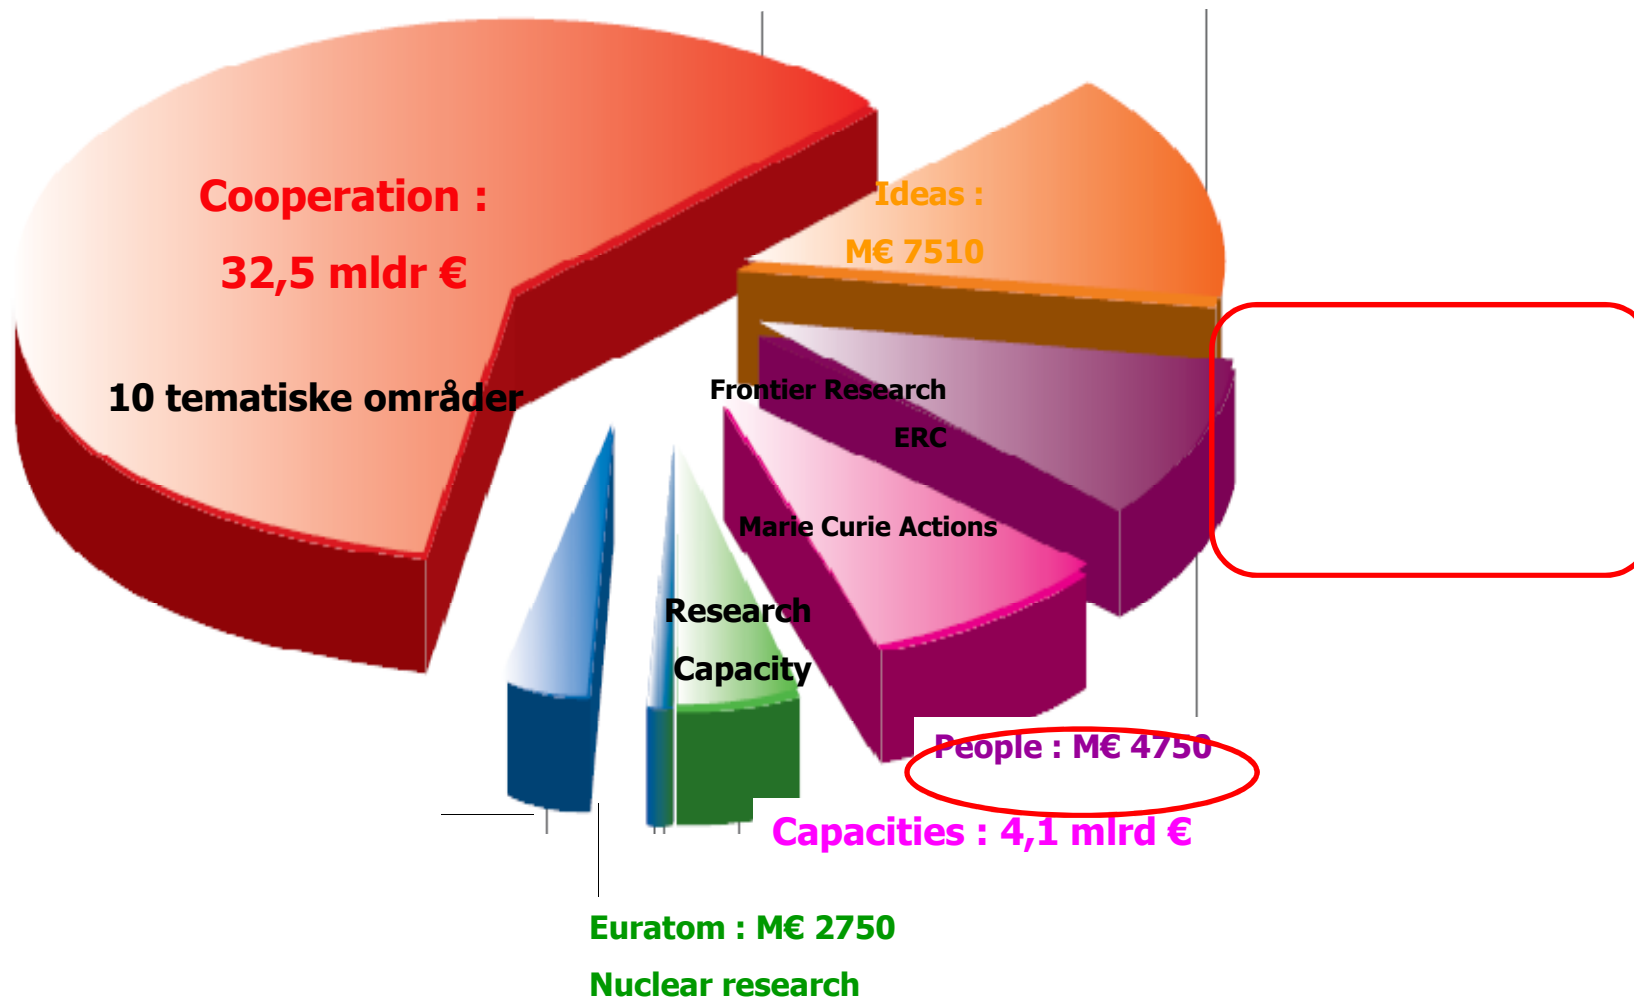 Cooperation :
32,5 mldr €
10 tematiske områder
Ideas :
M€ 7510
Frontier Research
ERC
Marie Curie Actions
Research
Capacity
People : M€ 4750
Capacities : 4,1 mlrd €
Euratom : M€ 2750
Nuclear research